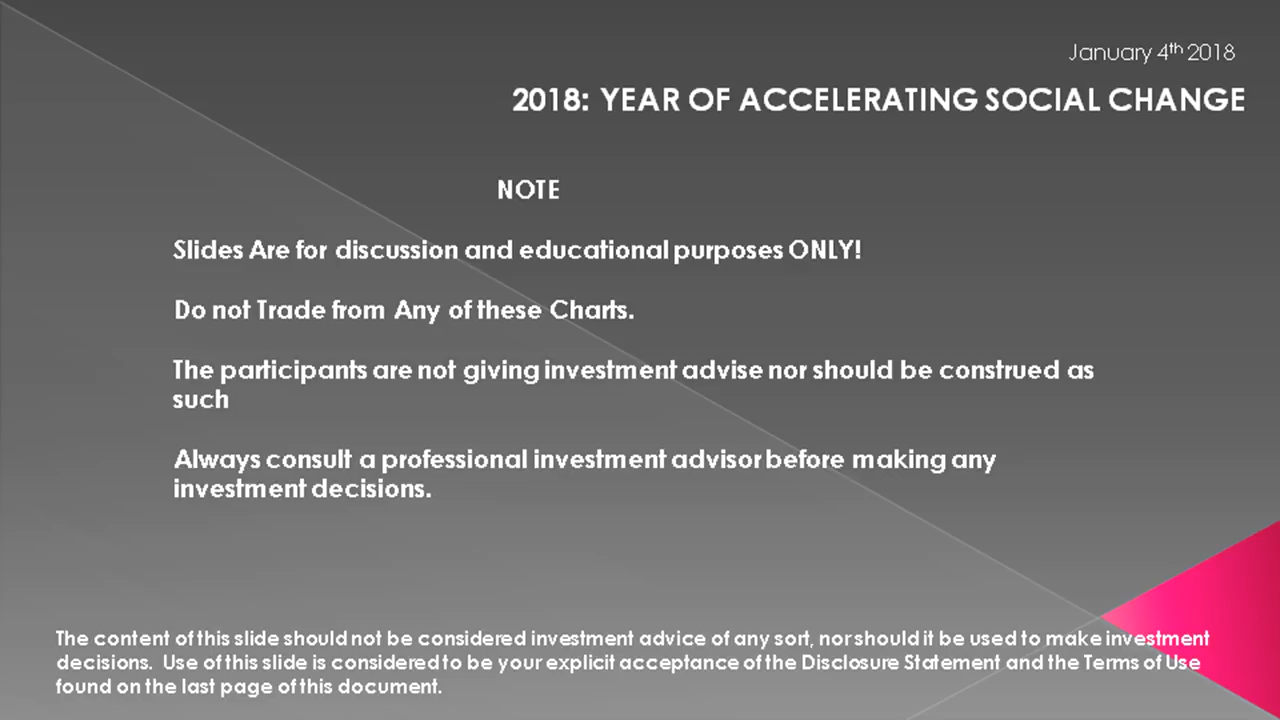 January 4th 2018
2018: YEAR OF ACCELERATING SOCIAL CHANGE
NOTE
Slides Are for discussion and educational purposes ONLY!
Do not Trade from Any of these Charts.
The participants are not giving investment advise nor should be construed as
such
Always consult a professional investment advisor before making any
investment decisions.
The content of this slide should not be considered investment advice of any sort, nor should it be used to make investment
decisions. Use of this slide is considered to be your explicit acceptance of the Disclosure Statement and the Terms of Use
found on the last page of this document.